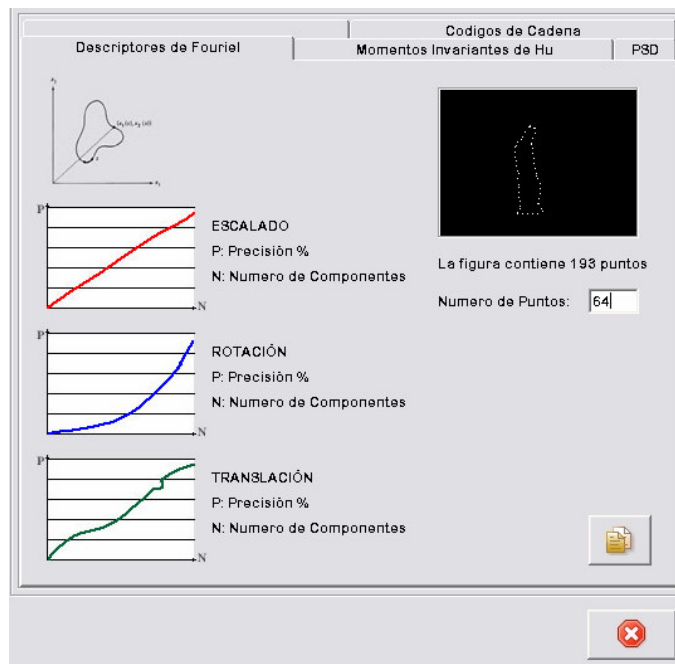 Codigos de Cadena
Descriptores de Fouriel
Momentos Invariantes de Hu
PSD
La figura contiene 193 puntos
Numero de Puntos: 64
P
N
ESCALADO
P: Precisiòn %
N: Numero de Componentes
P
N
ROTACIÓN
P: Precisiòn %
N: Numero de Componentes
P
N
TRANSLACIÓN
P: Precisiòn %
N: Numero de Componentes